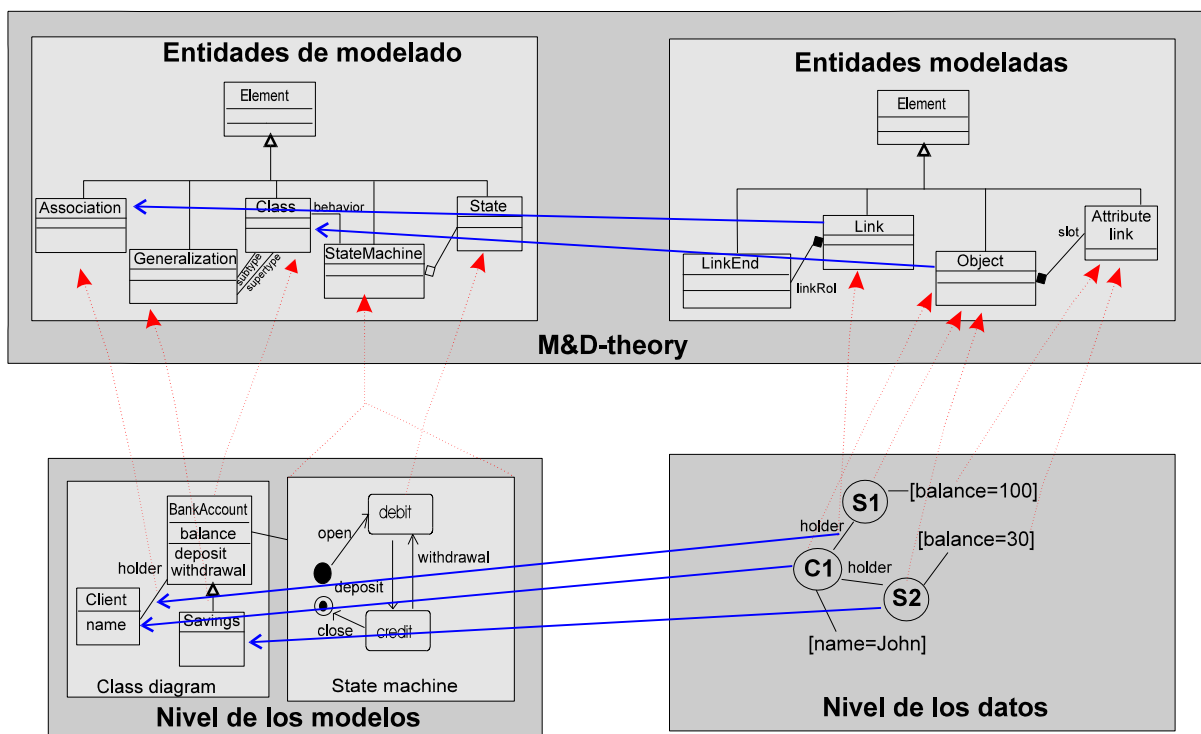 Entidades de modelado
Element
Association
Class
behavior
State
Generalization
subtype
supertype
StateMachine
Entidades modeladas
Element
Link
Attribute
link
slot
LinkEnd
linkRol
Object
M&D-theory
BankAccount
balance
deposit
withdrawal
holder
Client
name
Savings
Class diagram
debit
open
withdrawal
deposit
close
credit
State machine
Nivel de los modelos
S1
[balance=100]
holder
[balance=30]
C1
holder
S2
[name=John]
Nivel de los datos